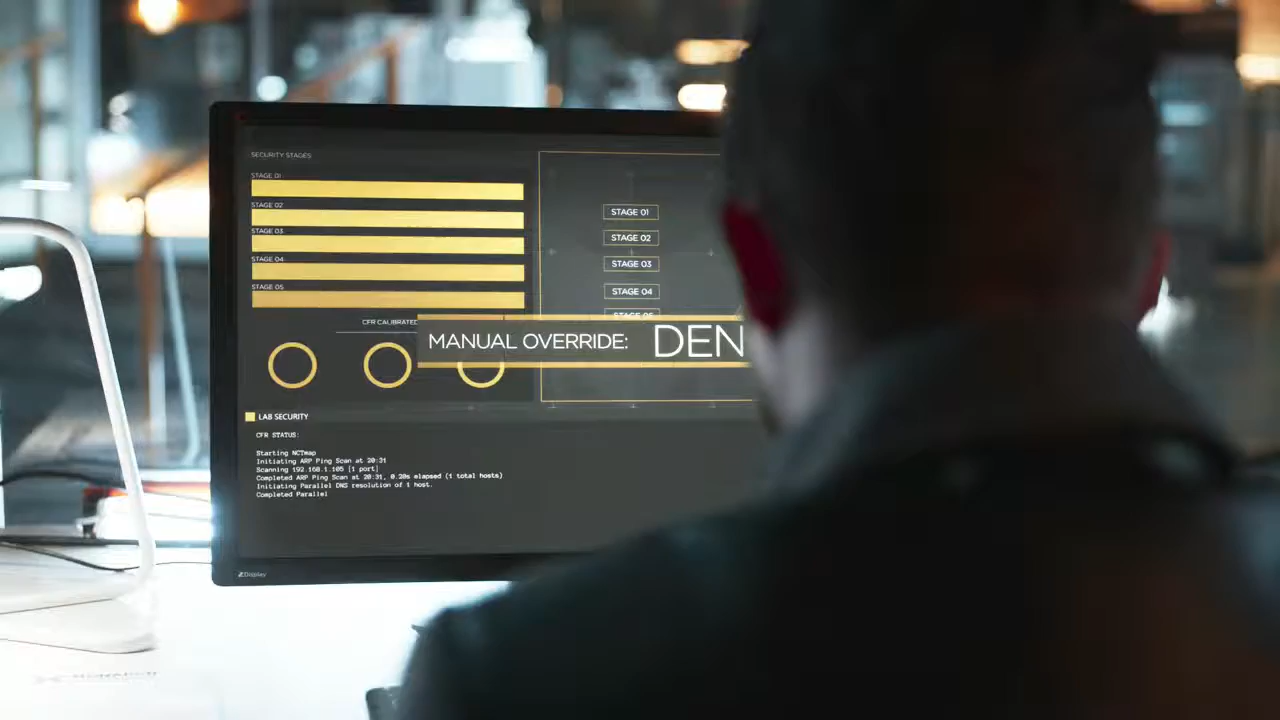 SECURITY STAGES
STAGE 01
STAGE 02
STAGE 03
STAGE 04
STAGE 05
STAGE 01
STAGE 02
STAGE 03
STAGE 04
CFR CALIBRATED
MANUAL OVERRIDE: DEN
LAB SECURITY
CFR STATUS:
Starting NCTmap
Initiating ARP Ping Scan at 20:31
Scanning 192.168.1.105 [1 port]
Completed ARP Ping Scan at 20:31, 0.20s elapsed (1 total hosts)
Initiating Parallel DNS resolution of 1 host.
Completed Parallel
ZDisplay